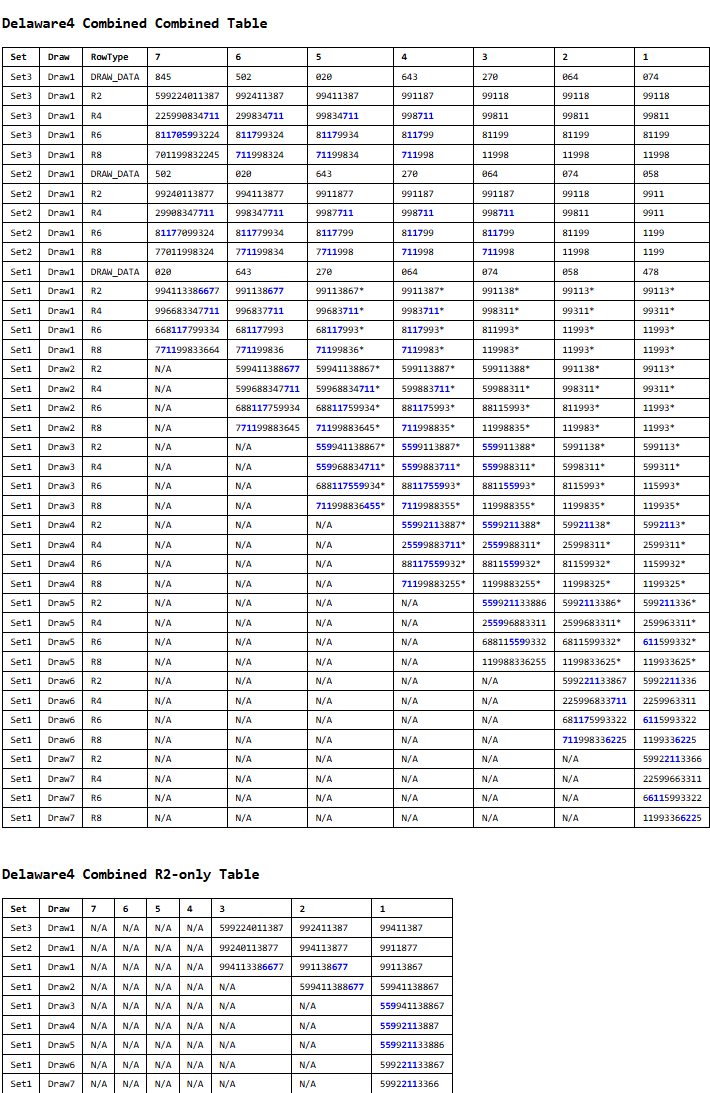 Delaware4 Combined Combined Table
Set Draw RowType 7 6 5 4 3 2 1
Set3 Draw1 DRAW_DATA 845 502 020 643 270 064 074
Set3 Draw1 R2 599224011387 992411387 99411387 991187 99118 99118 99118
Set3 Draw1 R4 225990834711 299834711 99834711 998711 99811 99811 99811
Set3 Draw1 R6 811705993224 811799324 81179934 811799 81199 81199 81199
Set3 Draw1 R8 701199832245 711998324 71199834 711998 11998 11998 11998
Set2 Draw1 DRAW_DATA 502 020 643 270 064 074 058
Set2 Draw1 R2 99240113877 994113877 9911877 991187 991187 99118 9911
Set2 Draw1 R4 29908347711 998347711 9987711 998711 998711 99811 9911
Set2 Draw1 R6 81177099324 811779934 8117799 811799 811799 81199 1199
Set2 Draw1 R8 77011998324 771199834 7711998 711998 711998 11998 1199
Set1 Draw1 DRAW_DATA 020 643 270 064 074 058 478
Set1 Draw1 R2 994113386677 991138677 99113867* 9911387* 991138* 99113* 99113*
Set1 Draw1 R4 996683347711 996837711 99683711* 9983711* 998311* 99311* 99311*
Set1 Draw1 R6 668117799334 681177993 68117993* 8117993* 811993* 11993* 11993*
Set1 Draw1 R8 771199833664 771199836 71199836* 7119983* 119983* 11993* 11993*
Set1 Draw2 R2 N/A 599411388677 59941138867* 599113887* 59911388* 991138* 99113*
Set1 Draw2 R4 N/A 599688347711 59968834711* 599883711* 59988311* 998311* 99311*
Set1 Draw2 R6 N/A 688117759934 68811759934* 881175993* 88115993* 811993* 11993*
Set1 Draw2 R8 N/A 771199883645 71199883645* 711998835* 11998835* 119983* 11993*
Set1 Draw3 R2 N/A N/A 559941138867* 5599113887* 559911388* 5991138* 599113*
Set1 Draw3 R4 N/A N/A 559968834711* 5599883711* 559988311* 5998311* 599311*
Set1 Draw3 R6 N/A N/A 688117559934* 8811755993* 881155993* 8115993* 115993*
Set1 Draw3 R8 N/A N/A 711998836455* 7119988355* 119988355* 1199835* 119935*
Set1 Draw4 R2 N/A N/A N/A 55992113887* 5599211388* 59921138* 5992113*
Set1 Draw4 R4 N/A N/A N/A 25599883711* 2559988311* 25998311* 2599311*
Set1 Draw4 R6 N/A N/A N/A 88117559932* 8811559932* 81159932* 1159932*
Set1 Draw4 R8 N/A N/A N/A 71199883255* 1199883255* 11998325* 1199325*
Set1 Draw5 R2 N/A N/A N/A N/A 559921133886 5992113386* 599211336*
Set1 Draw5 R4 N/A N/A N/A N/A 255996883311 2599683311* 259963311*
Set1 Draw5 R6 N/A N/A N/A N/A 688115599332 6811599332* 611599332*
Set1 Draw5 R8 N/A N/A N/A N/A 119988336255 1199833625* 119933625*
Set1 Draw6 R2 N/A N/A N/A N/A N/A 599221133867 5992211336
Set1 Draw6 R4 N/A N/A N/A N/A N/A 225996833711 2259963311
Set1 Draw6 R6 N/A N/A N/A N/A N/A 681175993322 6115993322
Set1 Draw6 R8 N/A N/A N/A N/A N/A 711998336225 1199336225
Set1 Draw7 R2 N/A N/A N/A N/A N/A N/A 59922113366
Set1 Draw7 R4 N/A N/A N/A N/A N/A N/A 22599663311
Set1 Draw7 R6 N/A N/A N/A N/A N/A N/A 66115993322
Set1 Draw7 R8 N/A N/A N/A N/A N/A N/A 11993366225
Delaware4 Combined R2-only Table
Set Draw 7 6 5 4 3 2 1
Set3 Draw1 N/A N/A N/A N/A 599224011387 992411387 99411387
Set2 Draw1 N/A N/A N/A N/A 99240113877 994113877 9911877
Set1 Draw1 N/A N/A N/A N/A 994113386677 991138677 99113867
Set1 Draw2 N/A N/A N/A N/A N/A 599411388677 59941138867
Set1 Draw3 N/A N/A N/A N/A N/A N/A 559941138867
Set1 Draw4 N/A N/A N/A N/A N/A N/A 55992113887
Set1 Draw5 N/A N/A N/A N/A N/A N/A 559921133886
Set1 Draw6 N/A N/A N/A N/A N/A N/A 599221133867
Set1 Draw7 N/A N/A N/A N/A N/A N/A 59922113366